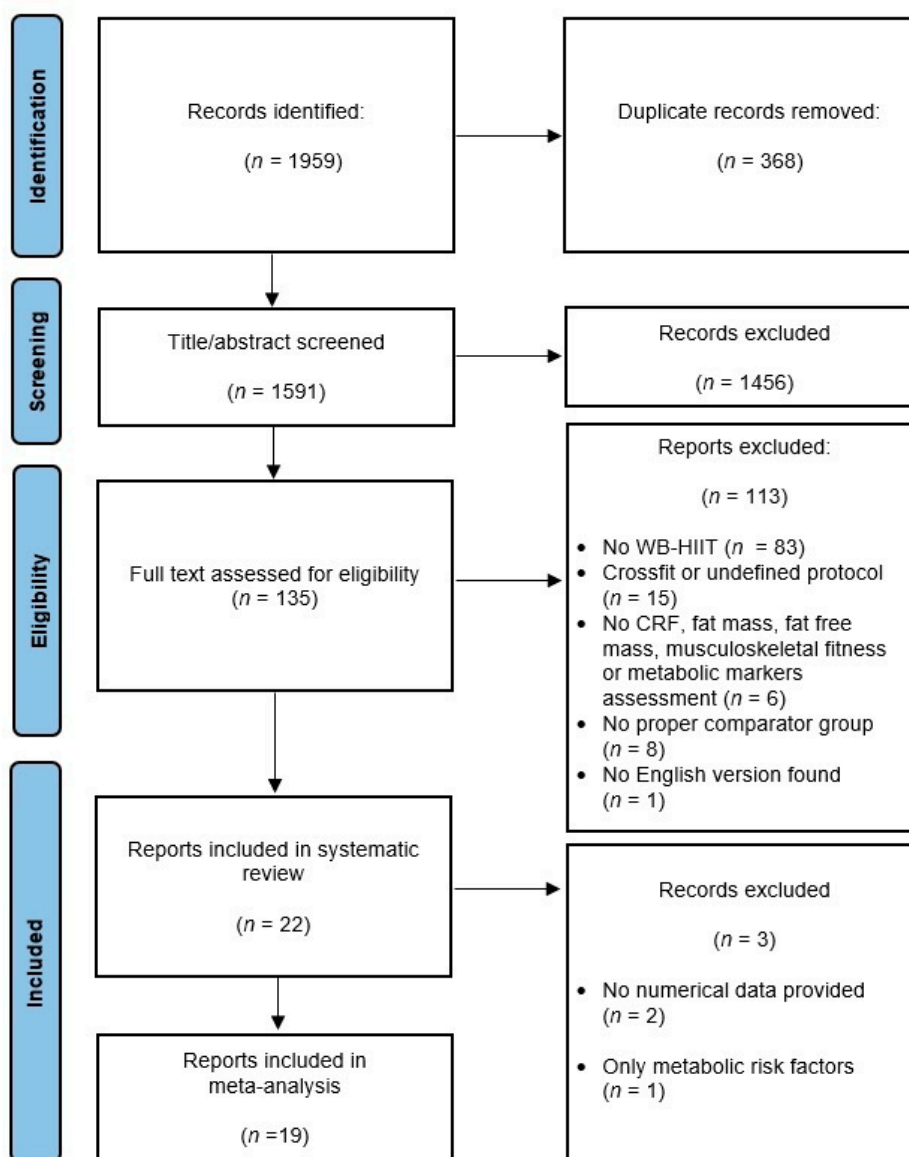 Identification
Records identified:
(n = 1959)
Duplicate records removed:
(n = 368)
Screening
Title/abstract screened
(n = 1591)
Records excluded
(n = 1456)
Eligibility
Full text assessed for eligibility
(n = 135)
Reports excluded:
(n = 113)
• No WB-HIIT (n = 83)
• Crossfit or undefined protocol
(n = 15)
• No CRF, fat mass, fat free
mass, musculoskeletal fitness
or metabolic markers
assessment (n = 6)
• No proper comparator group
(n = 8)
• No English version found
(n = 1)
Included
Reports included in systematic
review
(n = 22)
Records excluded
(n = 3)
• No numerical data provided
(n = 2)
• Only metabolic risk factors
(n = 1)
Reports included in
meta-analysis
(n =19)